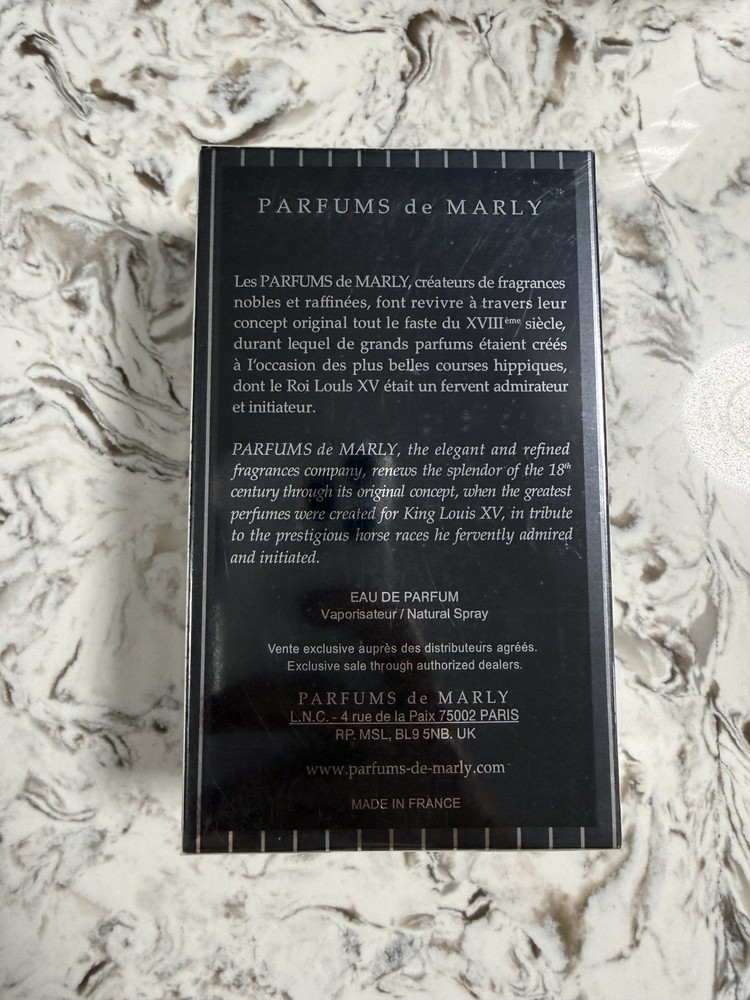 PARFUMS de MARLY
Les PARFUMS de MARLY, créateurs de fragrances
nobles et raffinées, font revivre à travers leur
concept original tout le faste du XVIIIème siècle,
durant lequel de grands parfums étaient créés
à l'occasion des plus belles courses hippiques,
dont le Roi Louls XV était un fervent admirateur
et initiateur.
PARFUMS de MARLY, the elegant and refined
fragrances company, renews the splendor of the 18th
century through its original concept, when the greatest
perfumes were created for King Louis XV, in tribute
to the prestigious horse races he fervently admired
and initiated.
EAU DE PARFUM
Vaporisateur / Natural Spray
Vente exclusive auprès des distributeurs agréés.
Exclusive sale through authorized dealers.
PARFUMS de MARLY
L.N.C. - 4 rue de la Paix 75002 PARIS
RP. MSL, BL9 5NB. UK
www.parfums-de-marly.com
MADE IN FRANCE